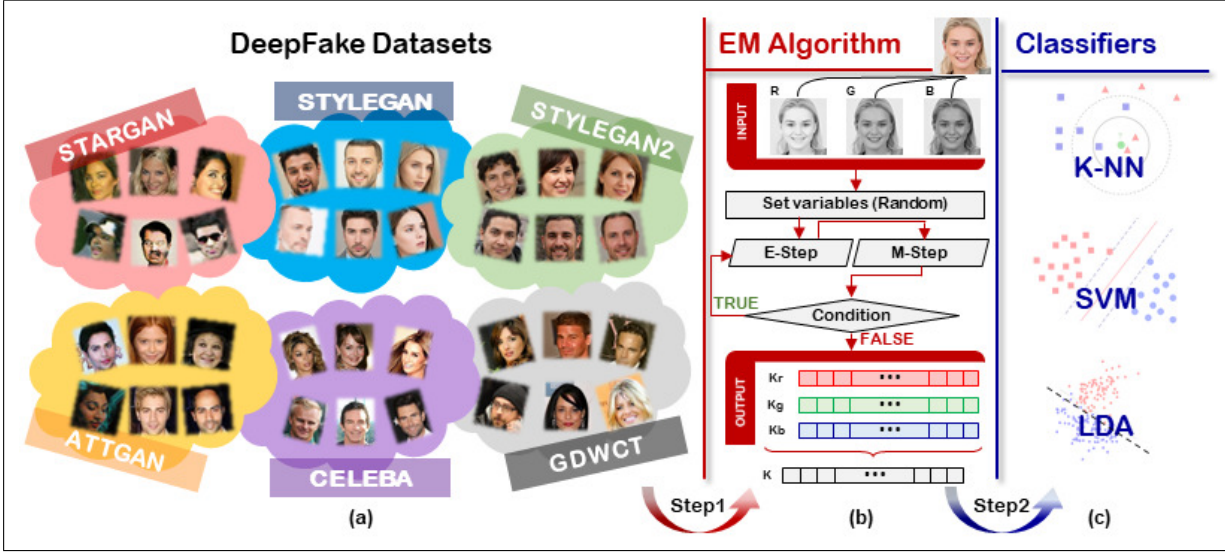 DeepFake Datasets
STARGAN
STYLEGAN
STYLEGAN2
ATTGAN
CELEBA
GDWCT
(a)
Step1
EM Algorithm
INPUT
R G B
Set variables (Random)
E-Step M-Step
TRUE
Condition
FALSE
OUTPUT
Kr ...
Kg ...
Kb ...
K ...
(b)
Step2
Classifiers
K-NN
SVM
LDA
(c)